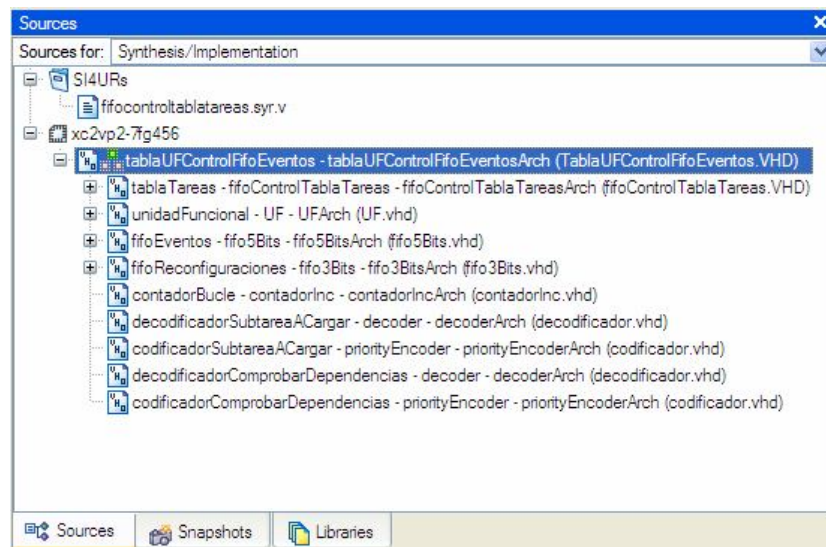 Sources
Sources for: Synthesis/Implementation
SI4URs
fifocontroltablatareas.syr.v
xc2vp2-7fg456
tablaUFControlFifoEventos - tablaUFControlFifoEventosArch (TablaUFControlFifoEventos.VHD)
tablaTareas - fifoControlTablaTareas - fifoControlTablaTareasArch (fifoControlTablaTareas.VHD)
unidadFuncional - UF - UFArch (UF.vhd)
fifoEventos - fifo5Bits - fifo5BitsArch (fifo5Bits.vhd)
fifoReconfiguraciones - fifo3Bits - fifo3BitsArch (fifo3Bits.vhd)
contadorBucle - contadorInc - contadorIncArch (contadorInc.vhd)
decodificadorSubtareaACargar - decoder - decoderArch (decodificador.vhd)
codificadorSubtareaACargar - priorityEncoder - priorityEncoderArch (codificador.vhd)
decodificadorComprobarDependencias - decoder - decoderArch (decodificador.vhd)
codificadorComprobarDependencias - priorityEncoder - priorityEncoderArch (codificador.vhd)
Sources Snapshots Libraries